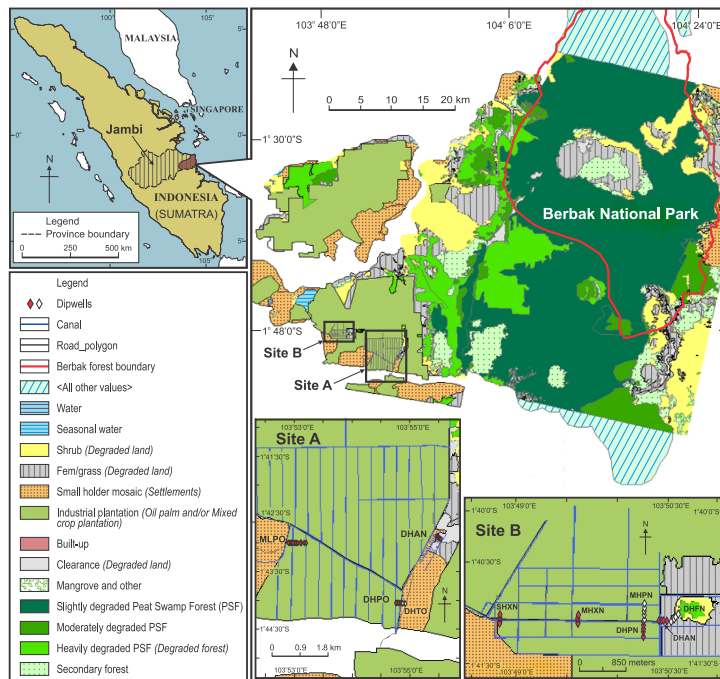 100°
105°
MALAYSIA
SINGAPORE
Jambi
0°
0°
N
INDONESIA
(SUMATRA)
Legend
Province boundary
0 250 500 km
5°
5°
100°
105°
103° 48'0"E
104° 6'0"E
104° 24'0"E
N
0 5 10 15 20 km
1° 30'0"S
1° 48'0"S
Berbak National Park
Site B
Site A
Legend
Dipwells
Canal
Road_polygon
Berbak forest boundary
<All other values>
Water
Seasonal water
Shrub (Degraded land)
Fern/grass (Degraded land)
Small holder mosaic (Settlements)
Industrial plantation (Oil palm and/or Mixed
crop plantation)
Built-up
Clearance (Degraded land)
Mangrove and other
Slightly degraded Peat Swamp Forest (PSF)
Moderately degraded PSF
Heavily degraded PSF (Degraded forest)
Secondary forest
103°53'0"E
103°55'0"E
Site A
1°41'30"S
1°42'30"S
1°43'30"S
1°44'30"S
MLPO
DHAN
DHPO
DHTO
N
0 0.9 1.8 km
103°53'0"E
103°55'0"E
1°40'0"S
103°49'0"E
103°50'30"E
1°40'0"S
Site B
N
1°40'30"S
SHXN
MHXN
MHPN
DHFN
DHPN
DHAN
1°41'30"S
103°49'0"E
0 850 meters
103°50'30"E
1°41'30"S